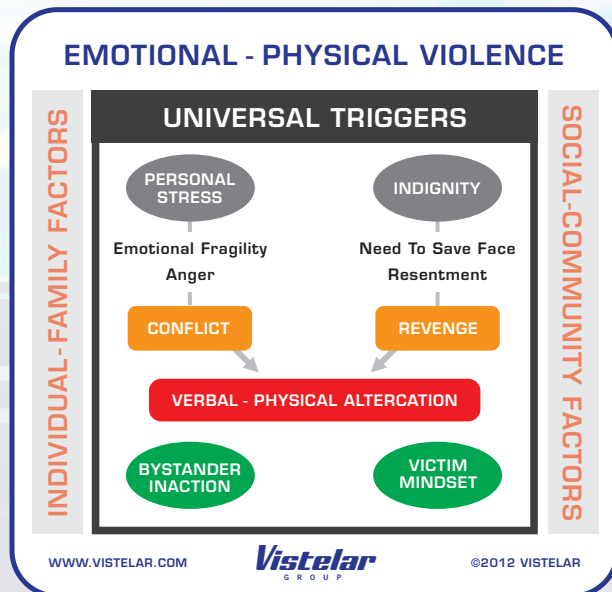 EMOTIONAL - PHYSICAL VIOLENCE
INDIVIDUAL - FAMILY FACTORS
UNIVERSAL TRIGGERS
PERSONAL
STRESS
INDIGNITY
Emotional Fragility
Anger
Need To Save Face
Resentment
CONFLICT
REVENGE
VERBAL - PHYSICAL ALTERCATION
BYSTANDER
INACTION
VICTIM
MINDSET
SOCIAL-COMMUNITY FACTORS
WWW.VISTELAR.COM
Vistelar
GROUP
©2012 VISTELAR